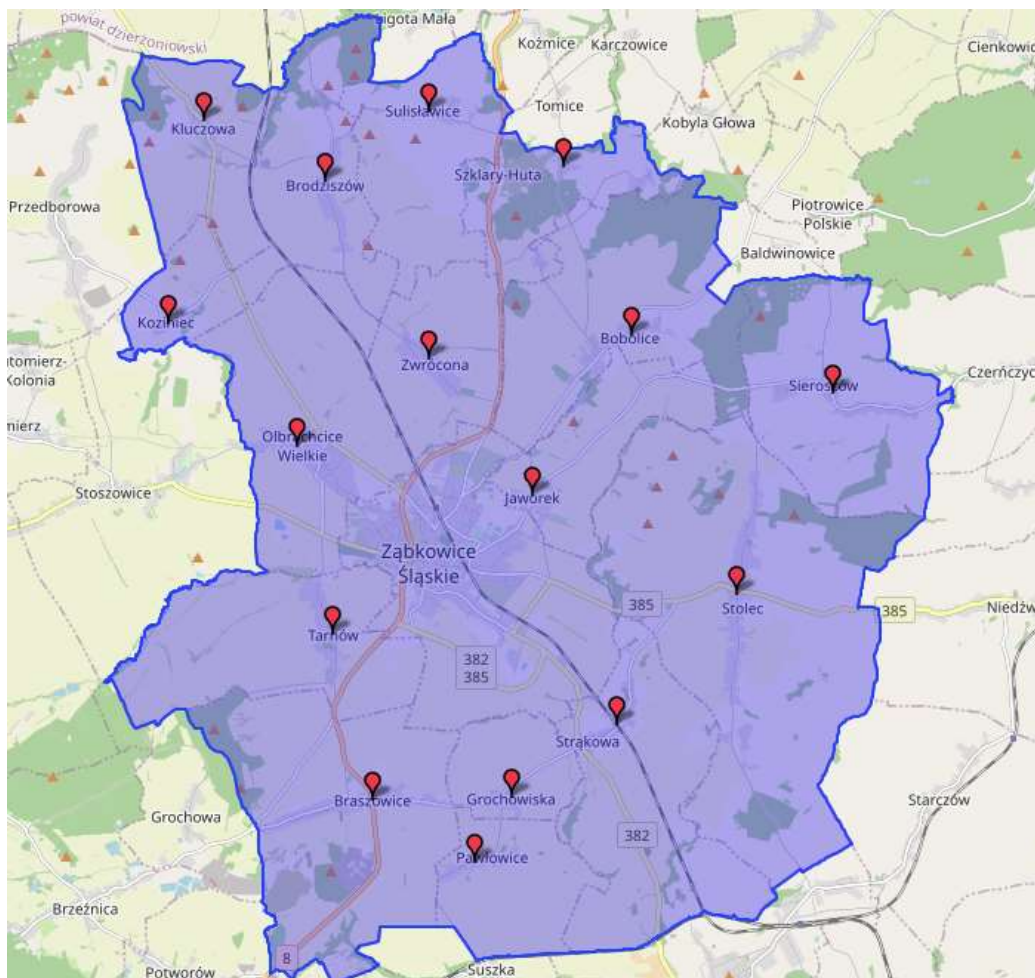 Ligota Mała
powiat dzierżoniowski
Koźmice
Karczowice
Cienkowice
Sulisławice
Tomice
Kluczowa
Kobyla Głowa
Szklary-Huta
Brodziszów
Przedborowa
Piotrowice
Polskie
Baldwinowice
Koziniec
Bobolice
Zwrócona
Kolonia
Czerńczyc
Sieroszów
mierz
Olbrachcice
Wielkie
Stoszowice
Jaworek
Ząbkowice
Śląskie
385
Stolec
385
Niedźw
Tarnów
382
385
Strąkowa
Braszowice
Grochowiska
Starczów
Grochowa
382
Pawłowice
Brzeźnica
8
Suszka
Potworów